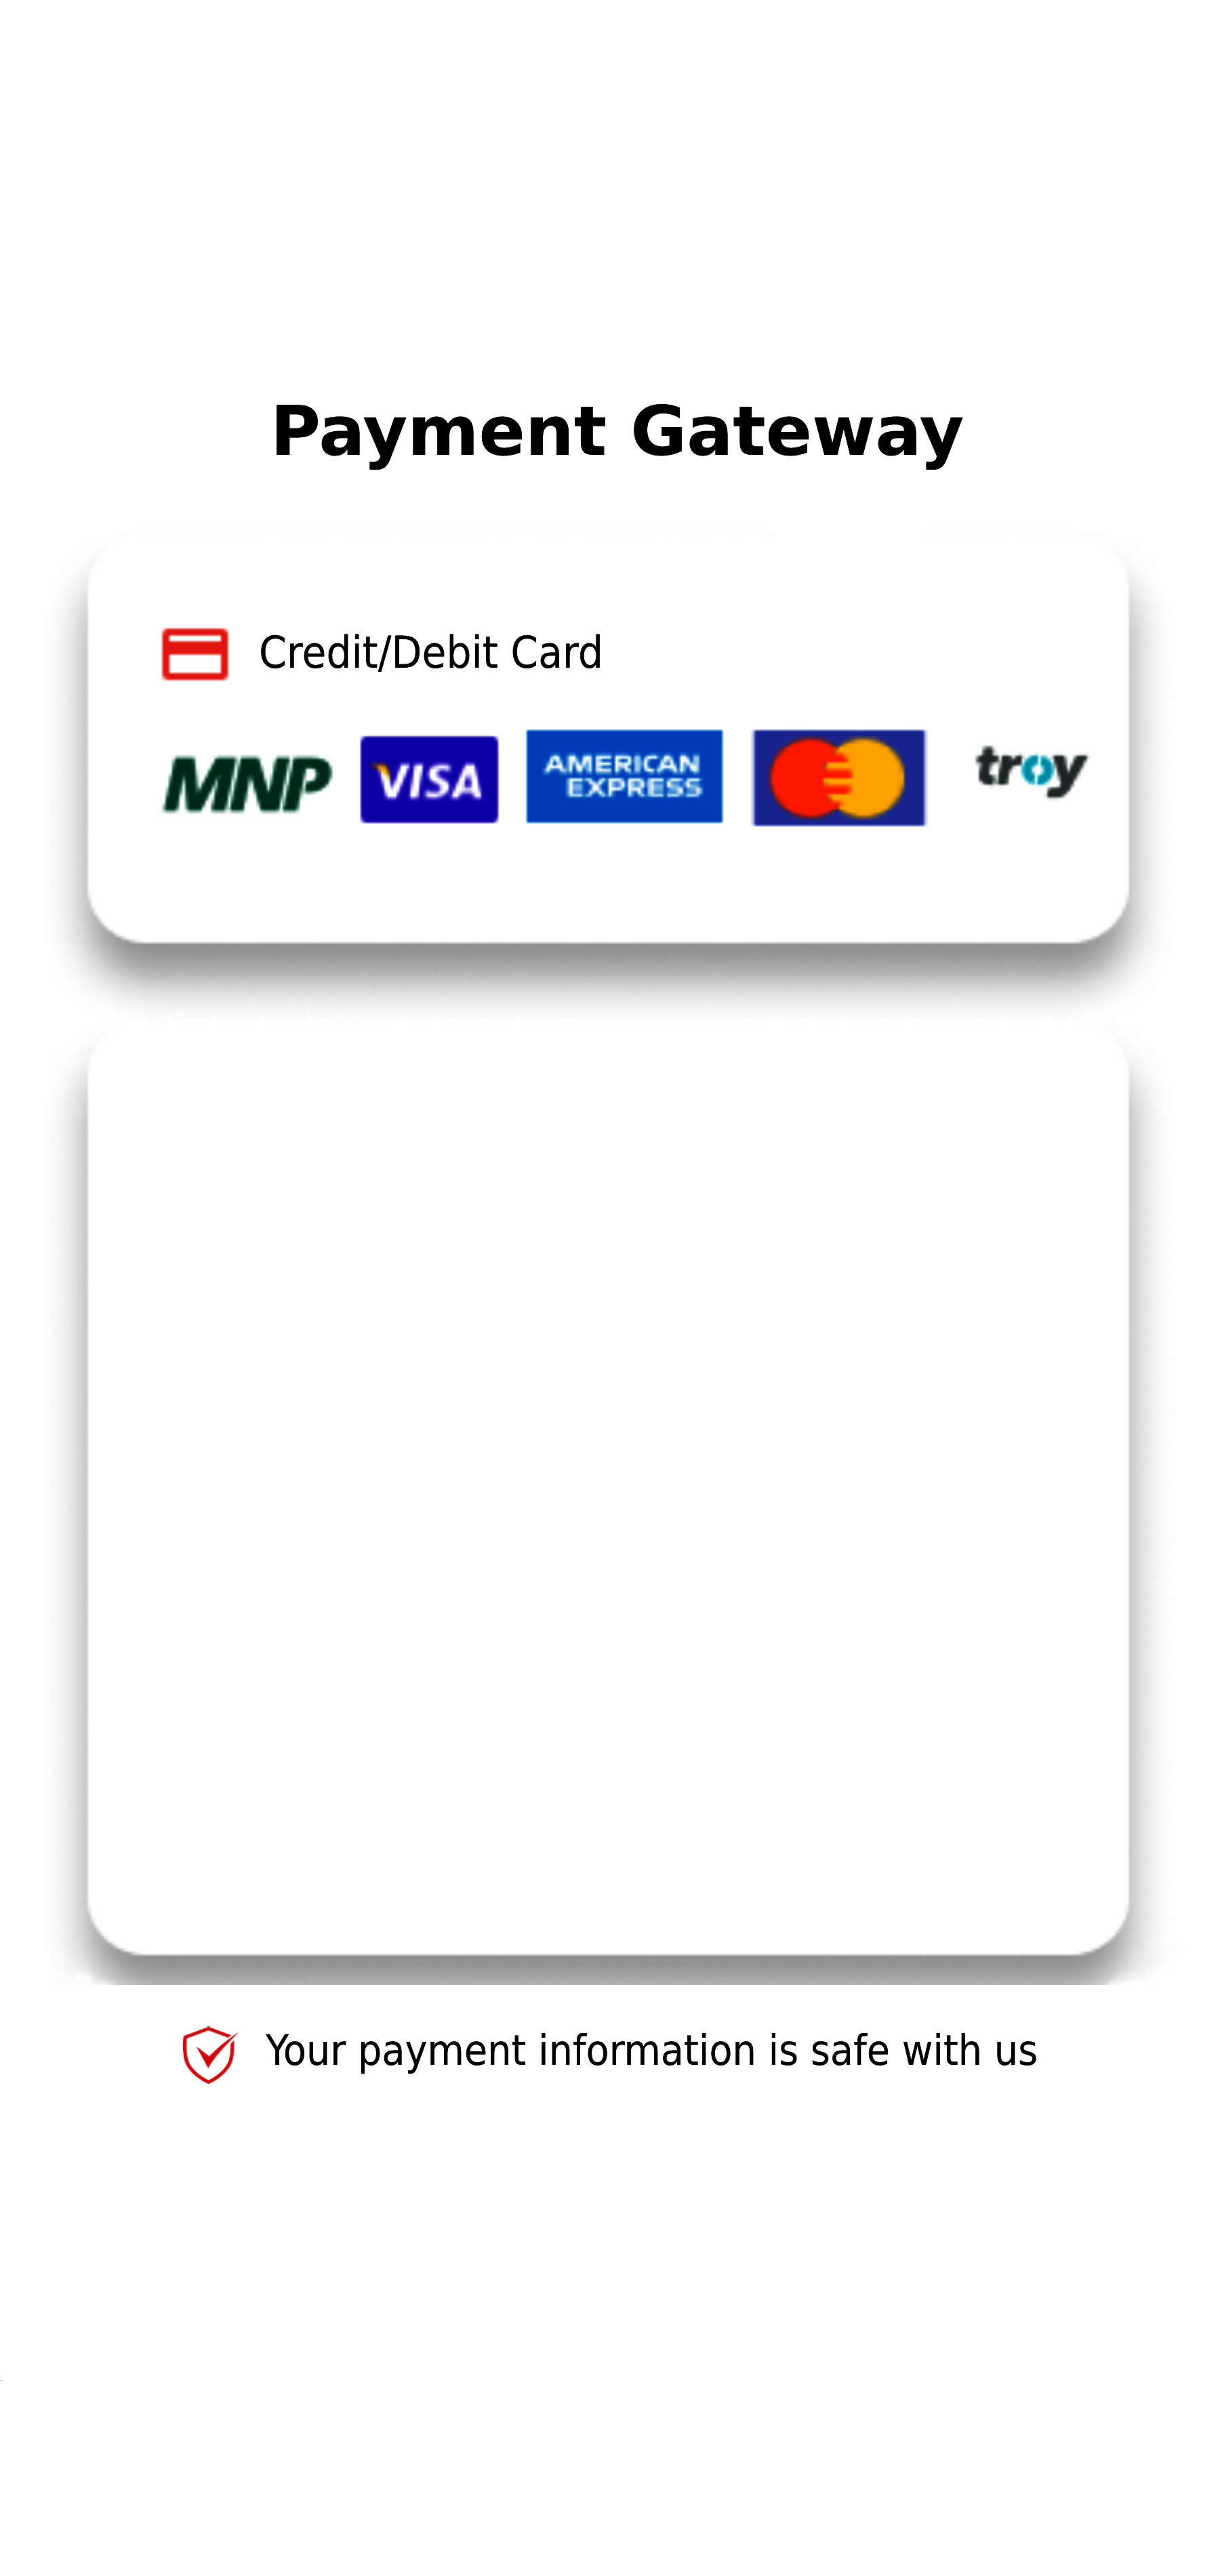 Payment Gateway
Credit/Debit Card
MNP VISA AMERICAN EXPRESS troy
Your payment information is safe with us